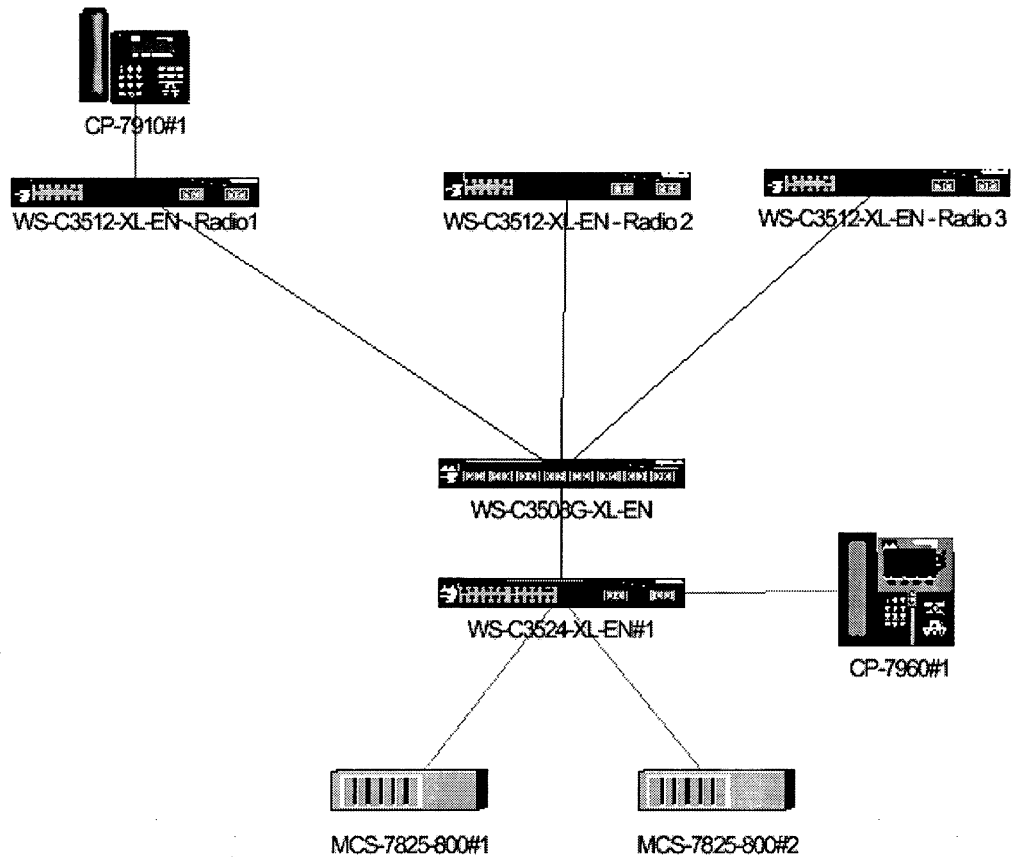 CP-7910#1
WS-C3512-XL-EN - Radio1
WS-C3512-XL-EN - Radio 2
WS-C3512-XL-EN - Radio 3
WS-C3508G-XL-EN
WS-C3524-XL-EN#1
CP-7960#1
MCS-7825-800#1
MCS-7825-800#2